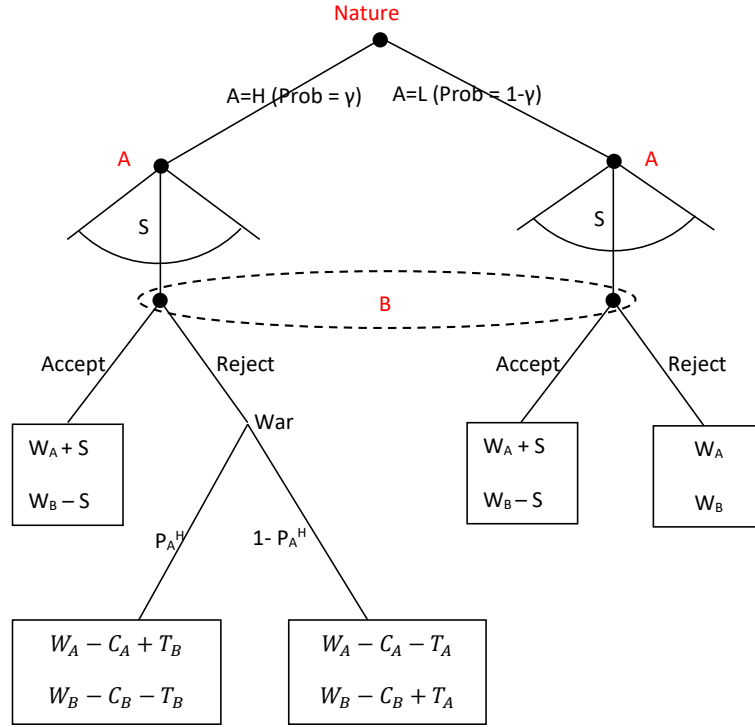 Nature
A=H (Prob = γ)
A=L (Prob = 1-γ)
A
A
S
S
B
Accept
Reject
Accept
Reject
War
W_A + S
W_B – S
W_A + S
W_B – S
W_A
W_B
P_A^H
1- P_A^H
W_A − C_A + T_B
W_B − C_B − T_B
W_A − C_A − T_A
W_B − C_B + T_A